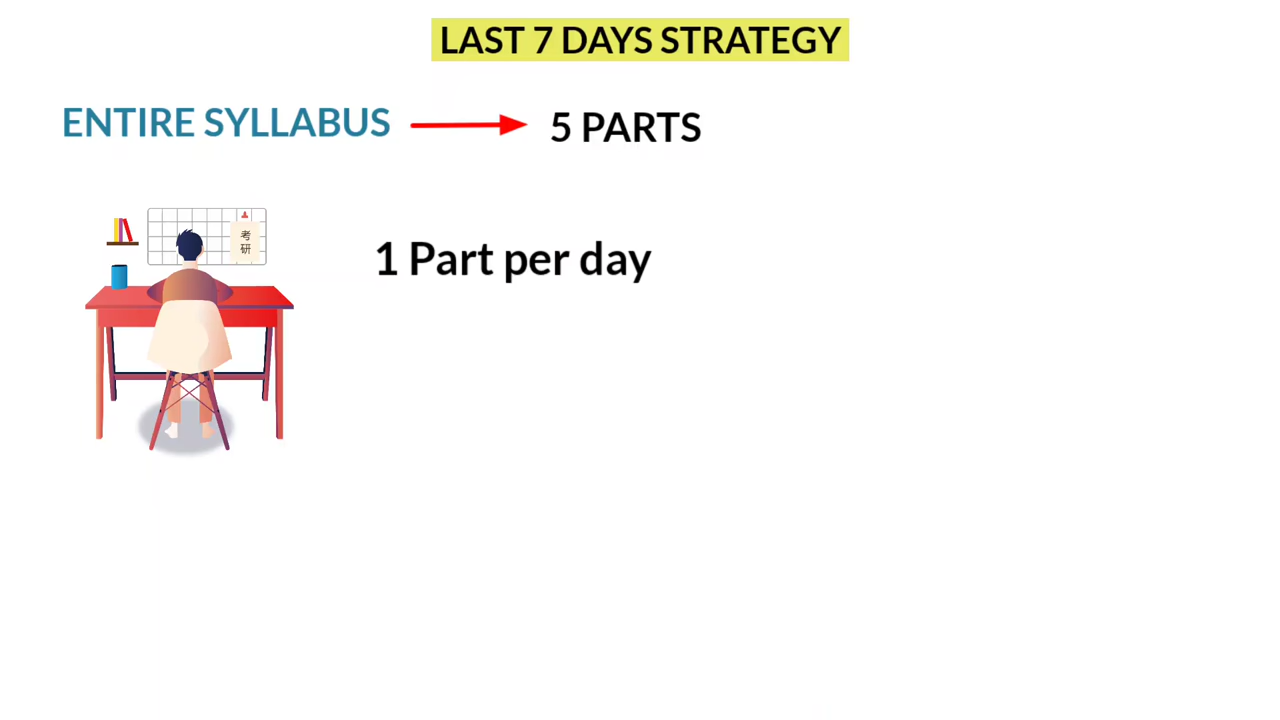 LAST 7 DAYS STRATEGY
ENTIRE SYLLABUS
5 PARTS
考
研
1 Part per day